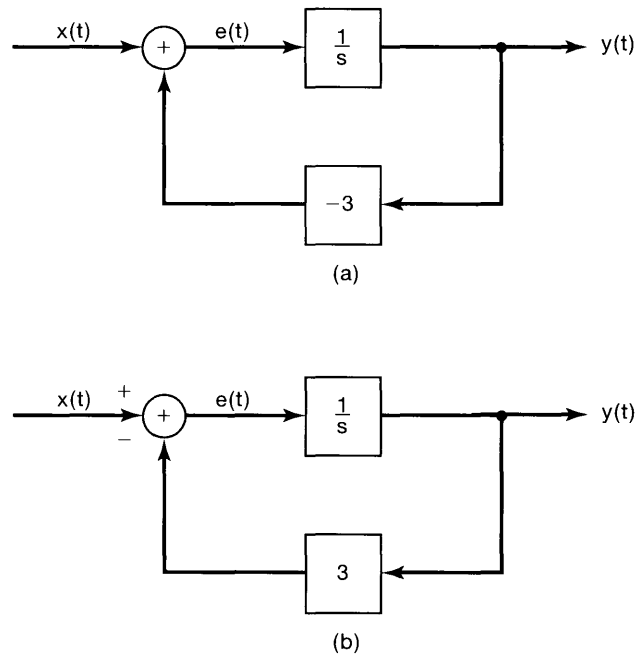 x(t) + e(t) 1/s y(t)
−3
(a)
+
x(t) + e(t) 1/s y(t)
−
3
(b)